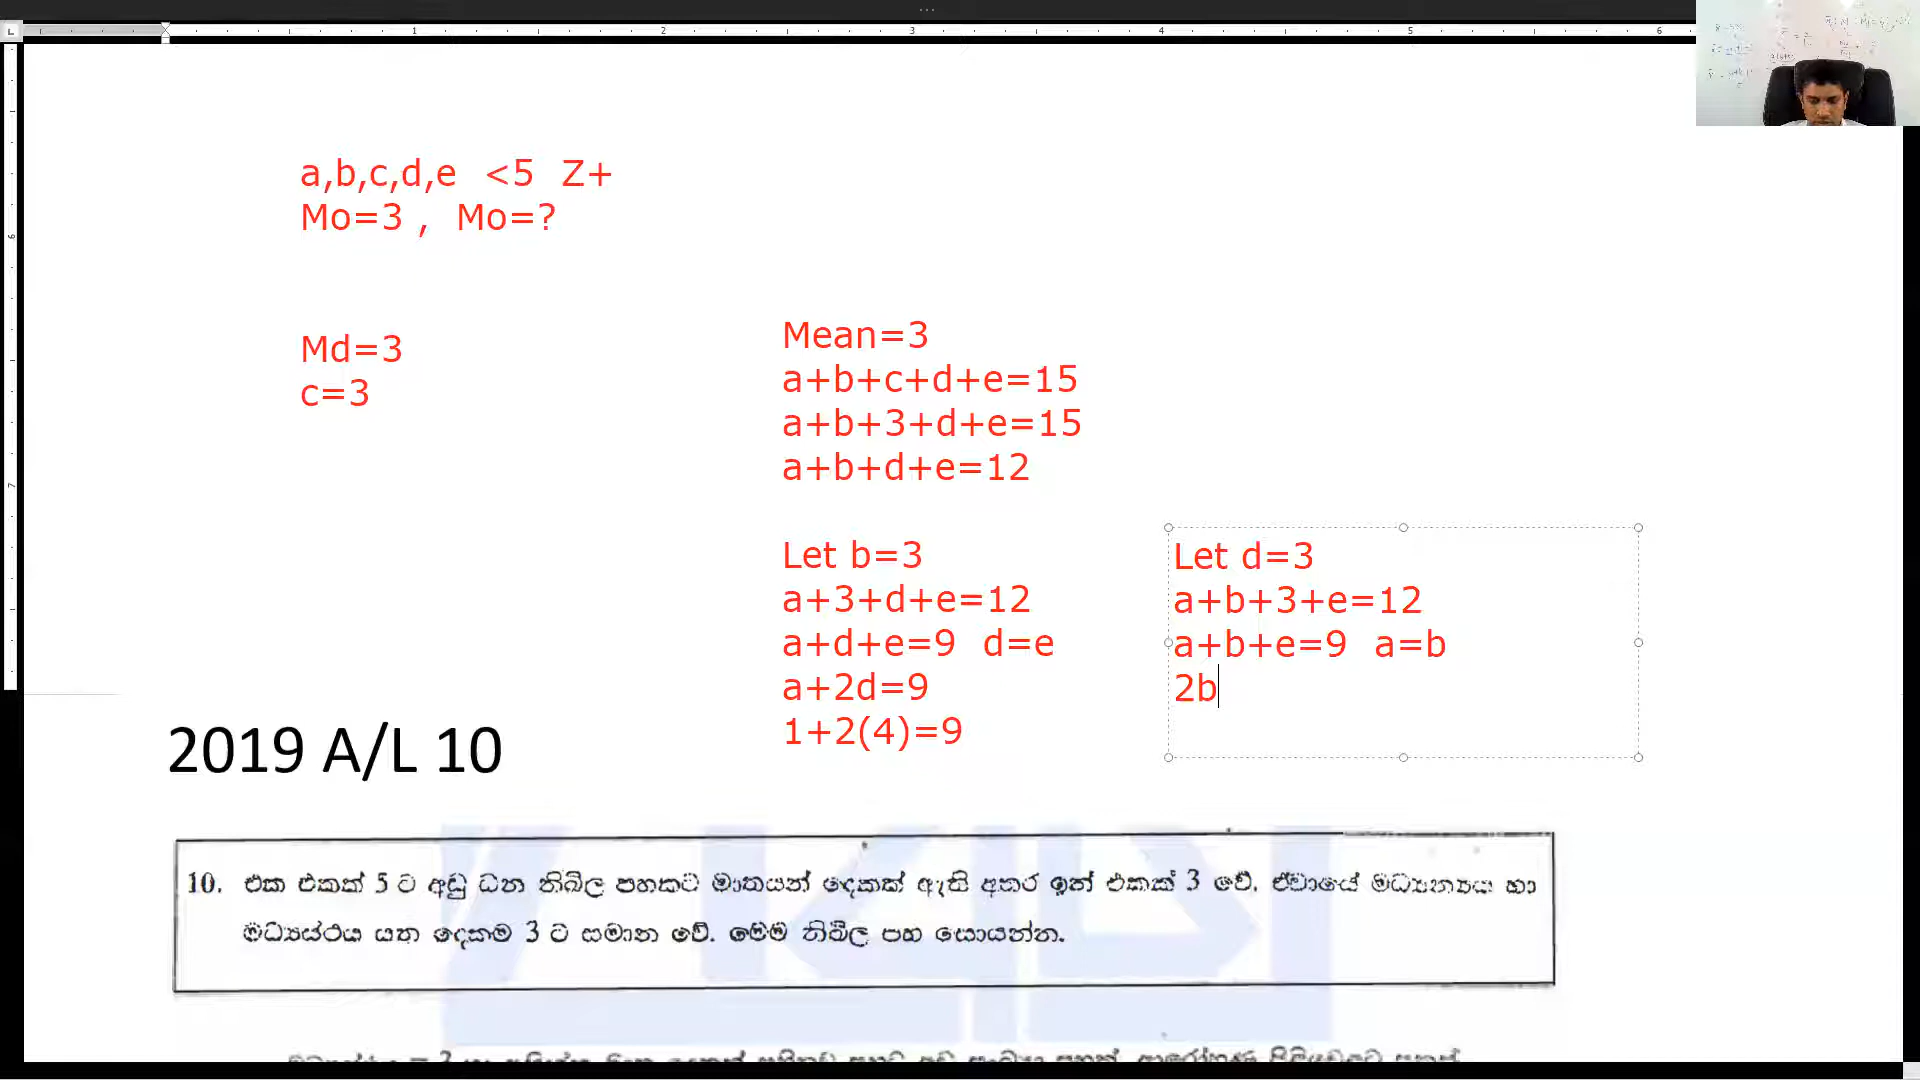 a,b,c,d,e <5 Z+
Mo=3 , Mo=?
Md=3
c=3
Mean=3
a+b+c+d+e=15
a+b+3+d+e=15
a+b+d+e=12
Let b=3
a+3+d+e=12
a+d+e=9 d=e
a+2d=9
1+2(4)=9
Let d=3
a+b+3+e=12
a+b+e=9 a=b
2b
2019 A/L 10
10. එක එකක් 5 ට අඩු ධන නිඛිල පහකට මාතයන් දෙකක් ඇති අතර ඉන් එකක් 3 වේ. ඒවායේ මධ්‍යන්‍යය හා
මධ්‍යස්ථය යන දෙකම 3 ට සමාන වේ. මෙම නිඛිල පහ සොයන්න.